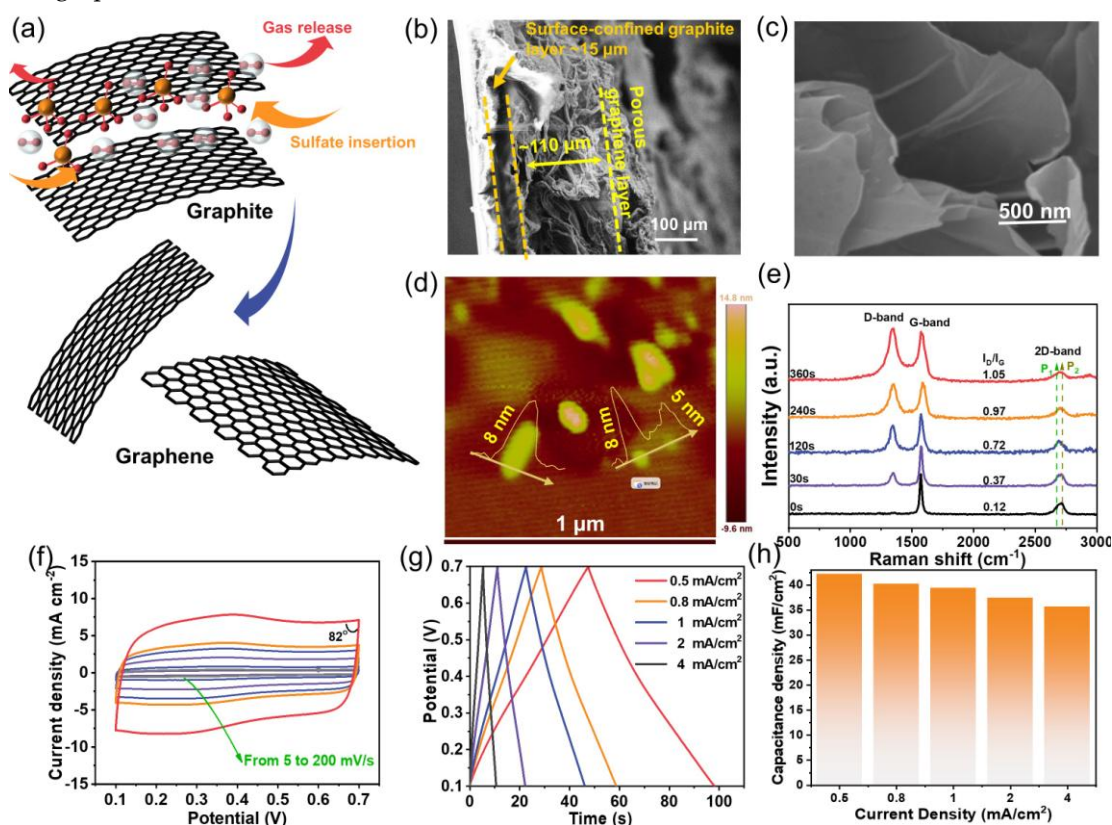 (a)
Gas release
Sulfate insertion
Graphite
Graphene
(b)
Surface-confined graphite
layer ~15 μm
~110 μm
Porous
graphene layer
100 μm
(c)
500 nm
(d)
14.8 nm
8 nm
8 nm
5 nm
1 μm
-9.6 nm
(e)
D-band
G-band
I_D/I_G
2D-band
P₁
P₂
360s
1.05
240s
0.97
120s
0.72
30s
0.37
0s
0.12
Intensity (a.u.)
500
1000
1500
2000
2500
3000
Raman shift (cm⁻¹)
(f)
15
10
5
0
-5
-10
-15
82°
From 5 to 200 mV/s
Current density (mA cm⁻²)
0.1
0.2
0.3
0.4
0.5
0.6
0.7
Potential (V)
(g)
0.7
0.6
0.5
0.4
0.3
0.2
0.1
Potential (V)
0.5 mA/cm²
0.8 mA/cm²
1 mA/cm²
2 mA/cm²
4 mA/cm²
0
20
40
60
80
100
Time (s)
(h)
40
35
30
25
20
15
10
5
0
Capacitance density (mF/cm²)
0.5
0.8
1
2
4
Current Density (mA/cm²)